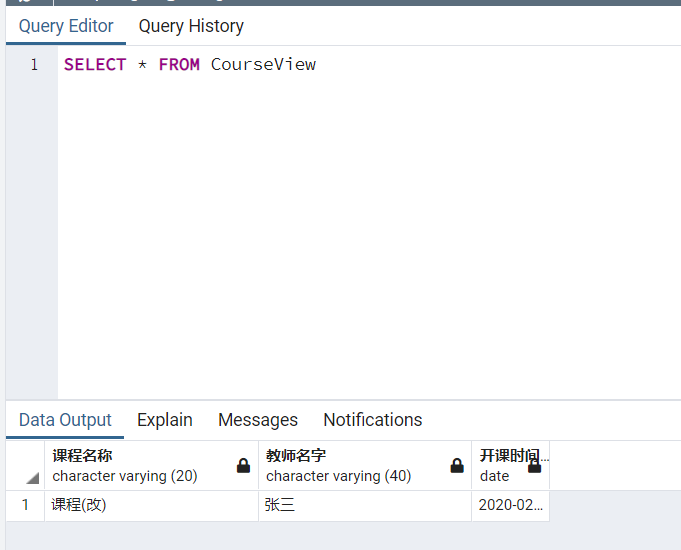 Query Editor Query History
1 SELECT * FROM CourseView
Data Output Explain Messages Notifications
课程名称 教师名字 开课时间...
character varying (20) character varying (40) date
1 课程(改) 张三 2020-02...